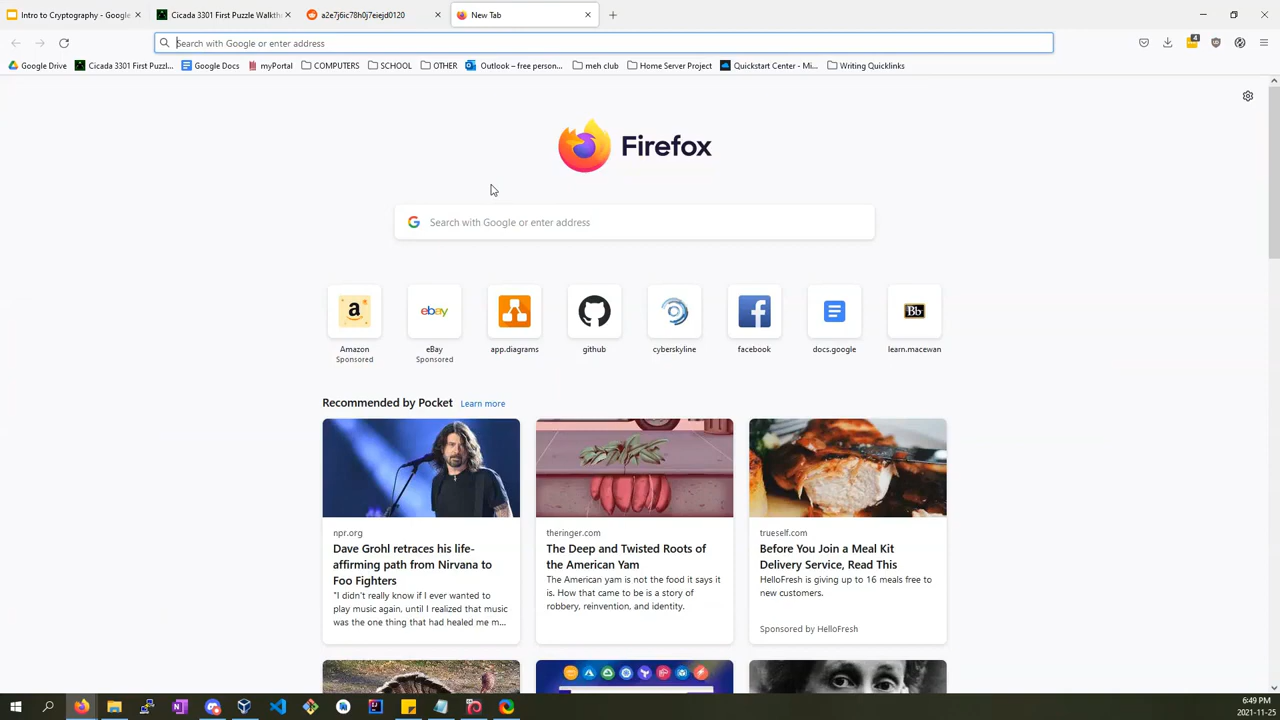 Intro to Cryptography - Google
Cicada 3301 First Puzzle Walkth
a2e7j6ic78h0j7eiejd0120
New Tab
Search with Google or enter address
4
Google Drive
Cicada 3301 First Puzzl...
Google Docs
myPortal
COMPUTERS
SCHOOL
OTHER
Outlook – free person...
meh club
Home Server Project
Quickstart Center - Mi...
Writing Quicklinks
Firefox
Search with Google or enter address
a
ebay
Bb
Amazon
Sponsored
eBay
Sponsored
app.diagrams
github
cyberskyline
facebook
docs.google
learn.macewan
Recommended by Pocket Learn more
npr.org
Dave Grohl retraces his life-
affirming path from Nirvana to
Foo Fighters
"I didn't really know if I ever wanted to
play music again, until I realized that music
was the one thing that had healed me m...
theringer.com
The Deep and Twisted Roots of
the American Yam
The American yam is not the food it says it
is. How that came to be is a story of
robbery, reinvention, and identity.
trueself.com
Before You Join a Meal Kit
Delivery Service, Read This
HelloFresh is giving up to 16 meals free to
new customers.
Sponsored by HelloFresh
6:49 PM
2021-11-25